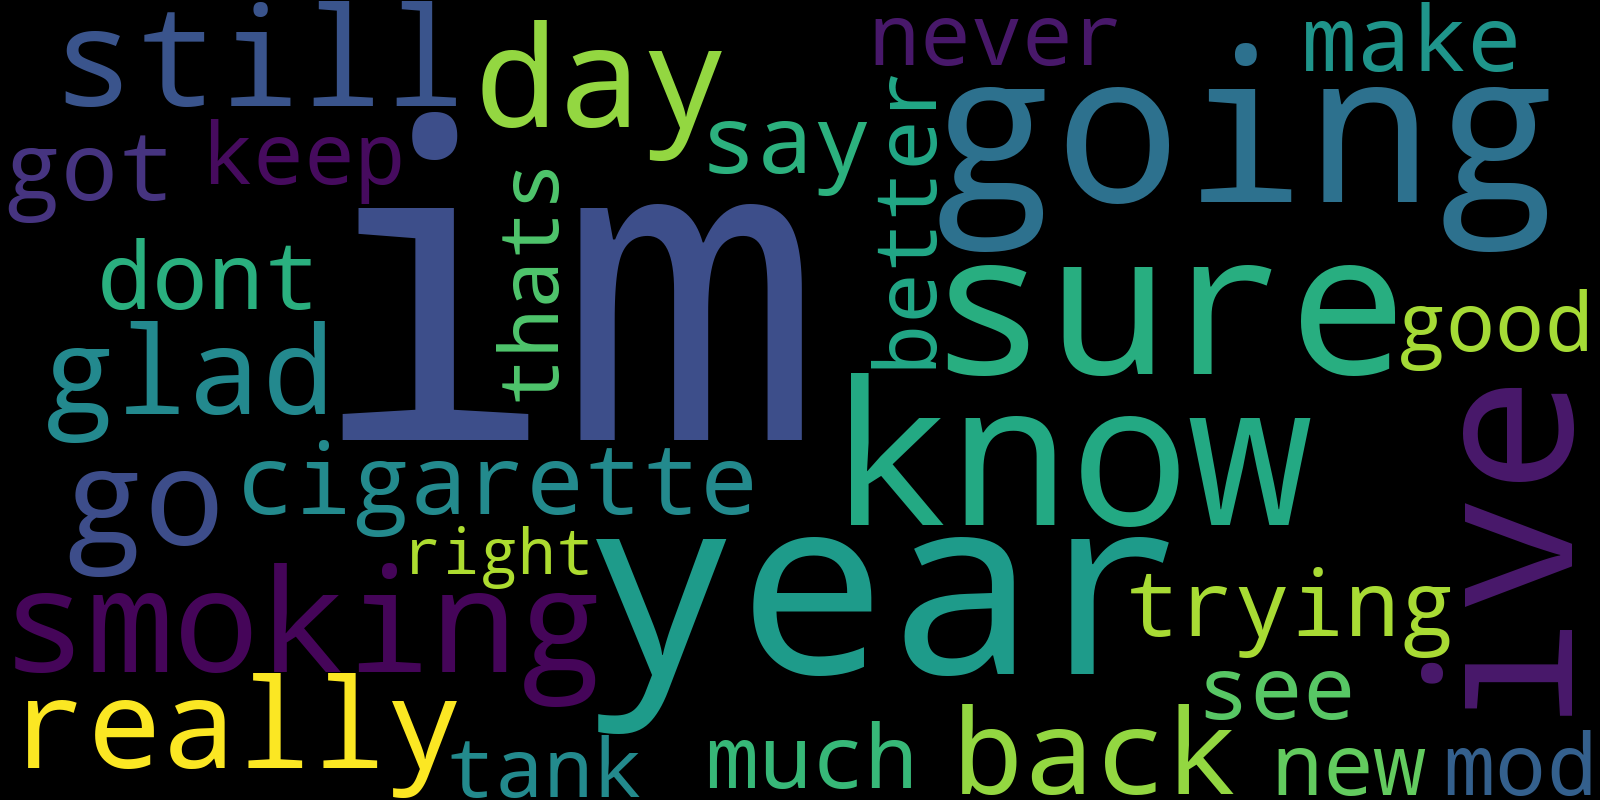 still
day
never
make
going
say
got
keep
im
better
thats
dont
sure
good
glad
know
ive
go
cigarette
right
year
smoking
trying
really
see
tank
much
back
new
mod